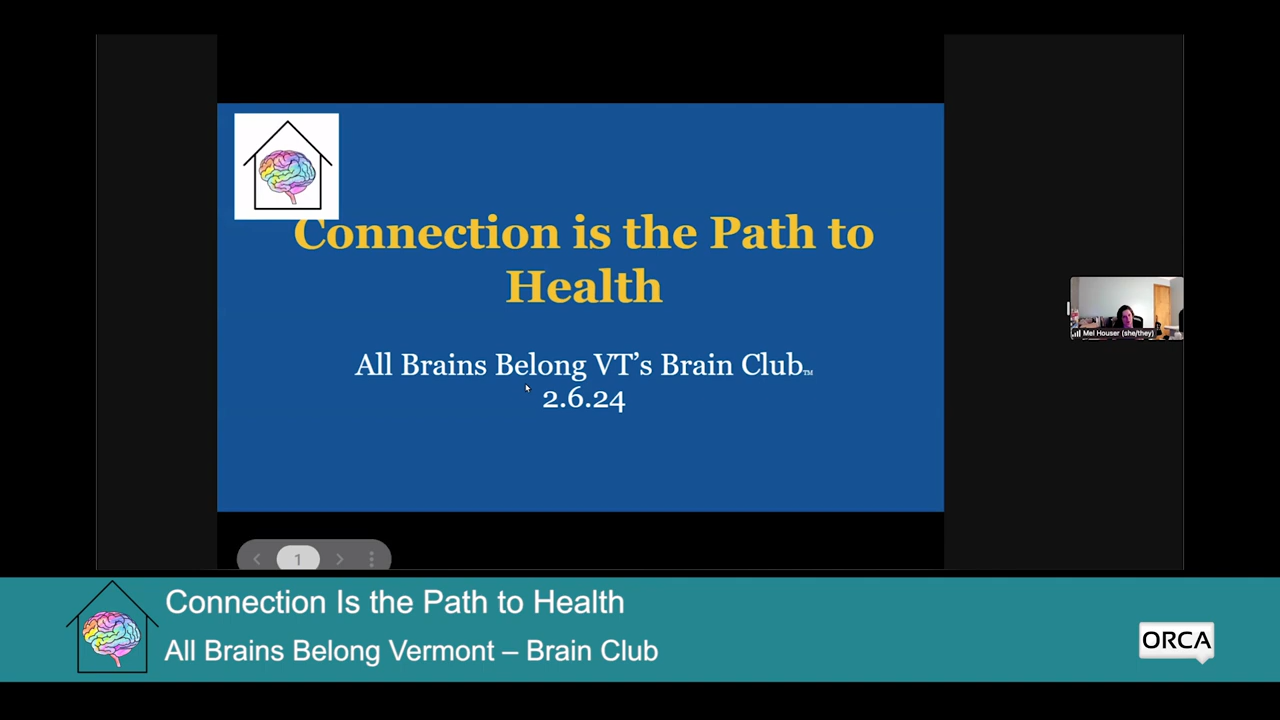 Connection is the Path to
Health
All Brains Belong VT's Brain Club™
2.6.24
Mel Houser (she/they)
1
Connection Is the Path to Health
All Brains Belong Vermont – Brain Club
ORCA